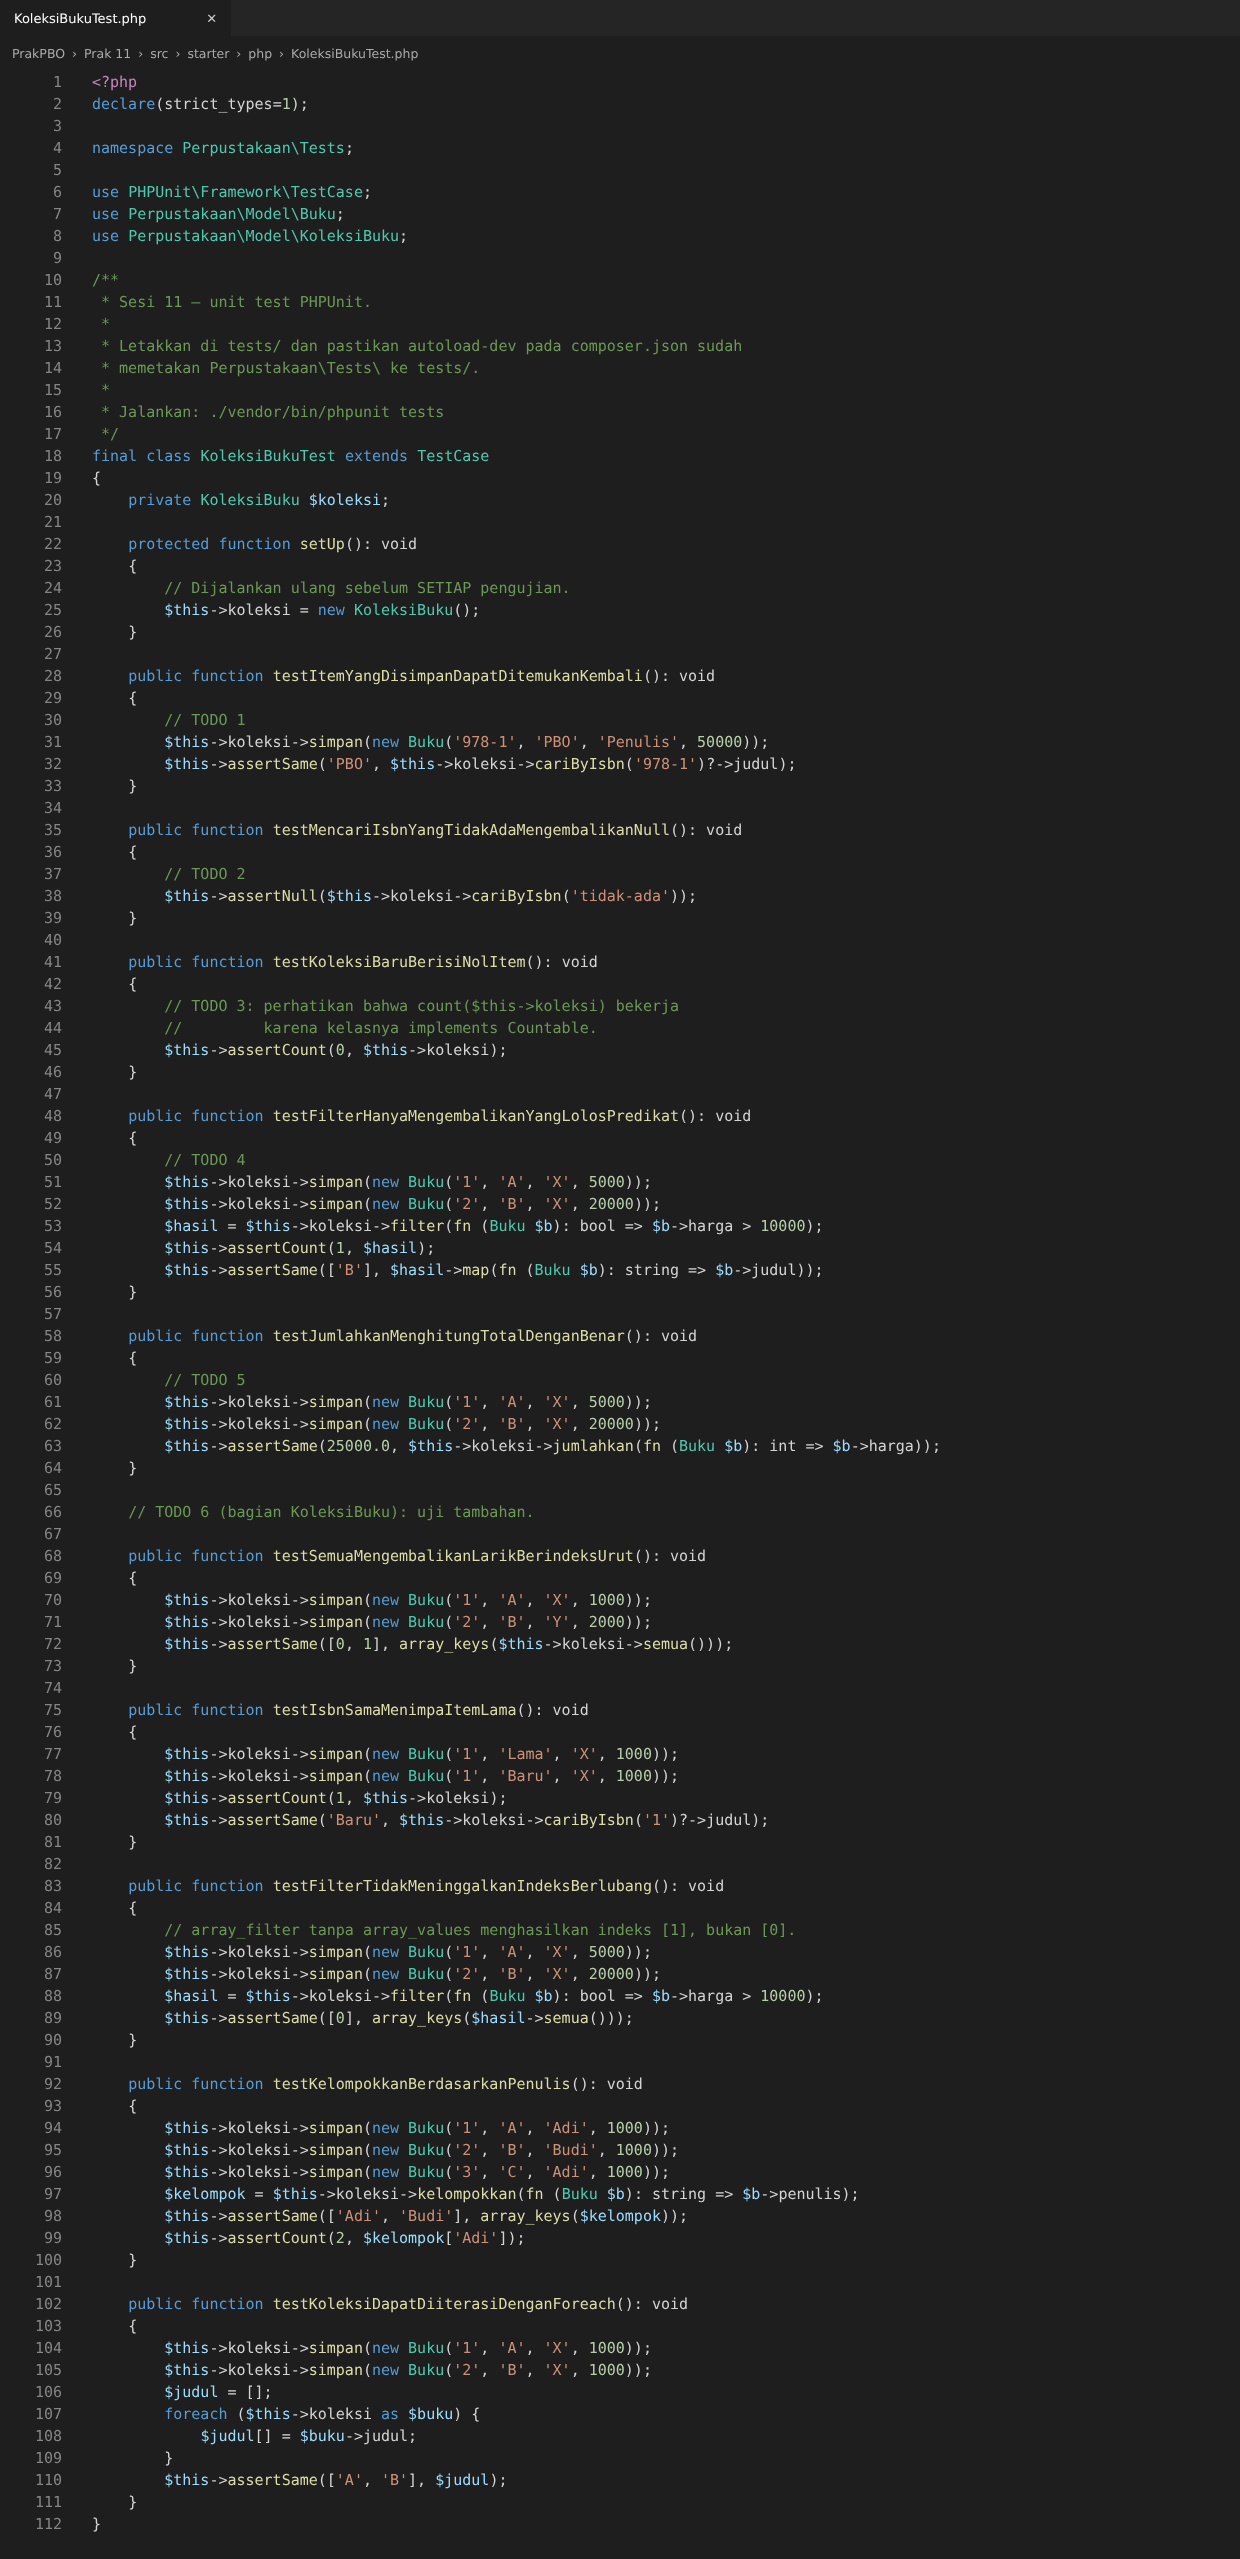 KoleksiBukuTest.php ×
PrakPBO › Prak 11 › src › starter › php › KoleksiBukuTest.php
1 <?php
2 declare(strict_types=1);
3
4 namespace Perpustakaan\Tests;
5
6 use PHPUnit\Framework\TestCase;
7 use Perpustakaan\Model\Buku;
8 use Perpustakaan\Model\KoleksiBuku;
9
10 /**
11  * Sesi 11 — unit test PHPUnit.
12  *
13  * Letakkan di tests/ dan pastikan autoload-dev pada composer.json sudah
14  * memetakan Perpustakaan\Tests\ ke tests/.
15  *
16  * Jalankan: ./vendor/bin/phpunit tests
17  */
18 final class KoleksiBukuTest extends TestCase
19 {
20     private KoleksiBuku $koleksi;
21
22     protected function setUp(): void
23     {
24         // Dijalankan ulang sebelum SETIAP pengujian.
25         $this->koleksi = new KoleksiBuku();
26     }
27
28     public function testItemYangDisimpanDapatDitemukanKembali(): void
29     {
30         // TODO 1
31         $this->koleksi->simpan(new Buku('978-1', 'PBO', 'Penulis', 50000));
32         $this->assertSame('PBO', $this->koleksi->cariByIsbn('978-1')?->judul);
33     }
34
35     public function testMencariIsbnYangTidakAdaMengembalikanNull(): void
36     {
37         // TODO 2
38         $this->assertNull($this->koleksi->cariByIsbn('tidak-ada'));
39     }
40
41     public function testKoleksiBaruBerisiNolItem(): void
42     {
43         // TODO 3: perhatikan bahwa count($this->koleksi) bekerja
44         //         karena kelasnya implements Countable.
45         $this->assertCount(0, $this->koleksi);
46     }
47
48     public function testFilterHanyaMengembalikanYangLolosPredikat(): void
49     {
50         // TODO 4
51         $this->koleksi->simpan(new Buku('1', 'A', 'X', 5000));
52         $this->koleksi->simpan(new Buku('2', 'B', 'X', 20000));
53         $hasil = $this->koleksi->filter(fn (Buku $b): bool => $b->harga > 10000);
54         $this->assertCount(1, $hasil);
55         $this->assertSame(['B'], $hasil->map(fn (Buku $b): string => $b->judul));
56     }
57
58     public function testJumlahkanMenghitungTotalDenganBenar(): void
59     {
60         // TODO 5
61         $this->koleksi->simpan(new Buku('1', 'A', 'X', 5000));
62         $this->koleksi->simpan(new Buku('2', 'B', 'X', 20000));
63         $this->assertSame(25000.0, $this->koleksi->jumlahkan(fn (Buku $b): int => $b->harga));
64     }
65
66     // TODO 6 (bagian KoleksiBuku): uji tambahan.
67
68     public function testSemuaMengembalikanLarikBerindeksUrut(): void
69     {
70         $this->koleksi->simpan(new Buku('1', 'A', 'X', 1000));
71         $this->koleksi->simpan(new Buku('2', 'B', 'Y', 2000));
72         $this->assertSame([0, 1], array_keys($this->koleksi->semua()));
73     }
74
75     public function testIsbnSamaMenimpaItemLama(): void
76     {
77         $this->koleksi->simpan(new Buku('1', 'Lama', 'X', 1000));
78         $this->koleksi->simpan(new Buku('1', 'Baru', 'X', 1000));
79         $this->assertCount(1, $this->koleksi);
80         $this->assertSame('Baru', $this->koleksi->cariByIsbn('1')?->judul);
81     }
82
83     public function testFilterTidakMeninggalkanIndeksBerlubang(): void
84     {
85         // array_filter tanpa array_values menghasilkan indeks [1], bukan [0].
86         $this->koleksi->simpan(new Buku('1', 'A', 'X', 5000));
87         $this->koleksi->simpan(new Buku('2', 'B', 'X', 20000));
88         $hasil = $this->koleksi->filter(fn (Buku $b): bool => $b->harga > 10000);
89         $this->assertSame([0], array_keys($hasil->semua()));
90     }
91
92     public function testKelompokkanBerdasarkanPenulis(): void
93     {
94         $this->koleksi->simpan(new Buku('1', 'A', 'Adi', 1000));
95         $this->koleksi->simpan(new Buku('2', 'B', 'Budi', 1000));
96         $this->koleksi->simpan(new Buku('3', 'C', 'Adi', 1000));
97         $kelompok = $this->koleksi->kelompokkan(fn (Buku $b): string => $b->penulis);
98         $this->assertSame(['Adi', 'Budi'], array_keys($kelompok));
99         $this->assertCount(2, $kelompok['Adi']);
100     }
101
102     public function testKoleksiDapatDiiterasiDenganForeach(): void
103     {
104         $this->koleksi->simpan(new Buku('1', 'A', 'X', 1000));
105         $this->koleksi->simpan(new Buku('2', 'B', 'X', 1000));
106         $judul = [];
107         foreach ($this->koleksi as $buku) {
108             $judul[] = $buku->judul;
109         }
110         $this->assertSame(['A', 'B'], $judul);
111     }
112 }